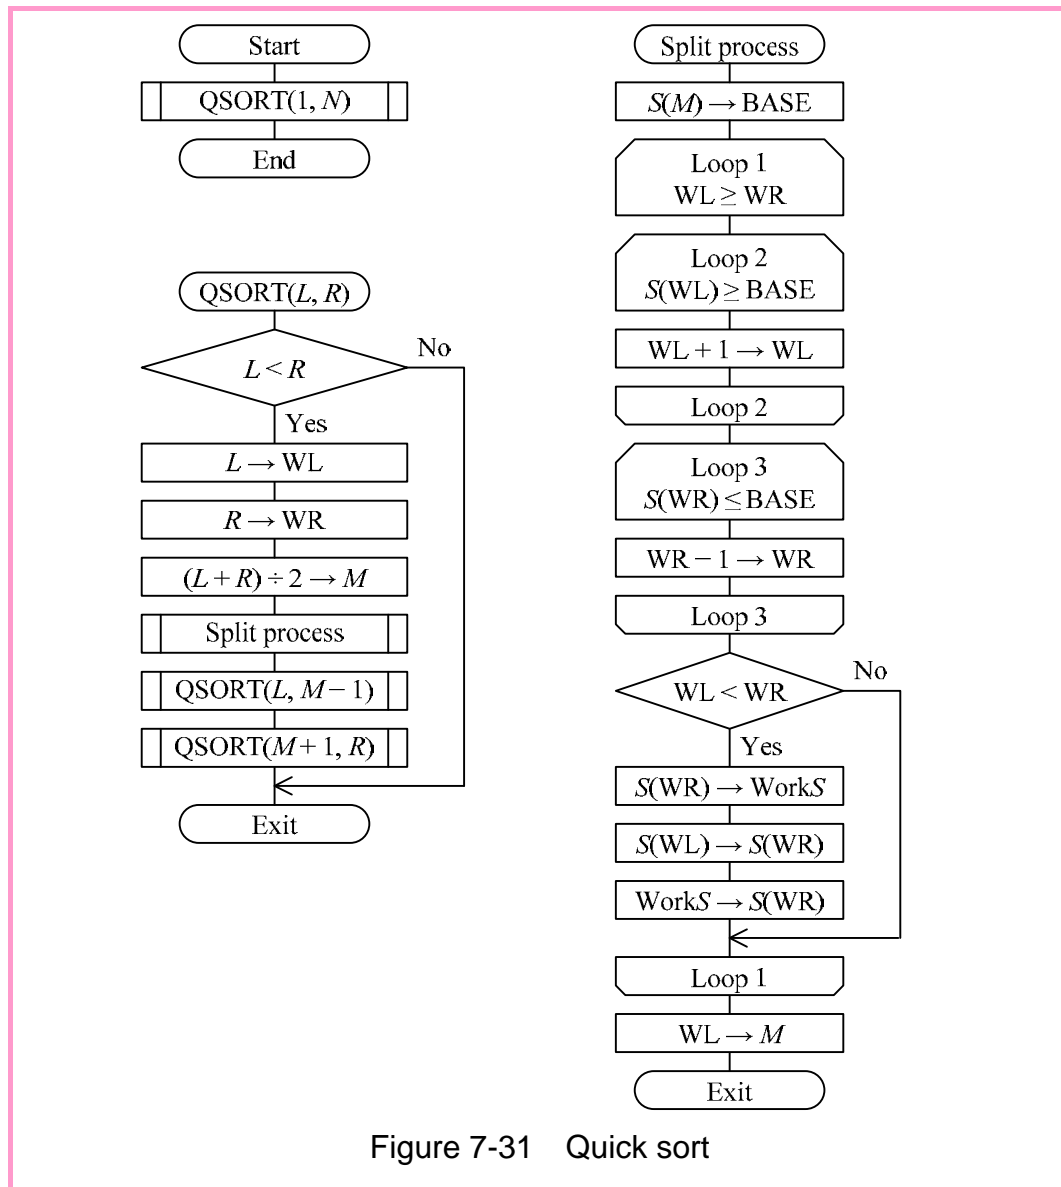 Start
QSORT(1, N)
End
QSORT(L, R)
L < R
No
Yes
L → WL
R → WR
(L + R) ÷ 2 → M
Split process
QSORT(L, M − 1)
QSORT(M + 1, R)
Exit
Split process
S(M) → BASE
Loop 1
WL ≥ WR
Loop 2
S(WL) ≥ BASE
WL + 1 → WL
Loop 2
Loop 3
S(WR) ≤ BASE
WR − 1 → WR
Loop 3
WL < WR
No
Yes
S(WR) → WorkS
S(WL) → S(WR)
WorkS → S(WR)
Loop 1
WL → M
Exit
Figure 7-31 Quick sort